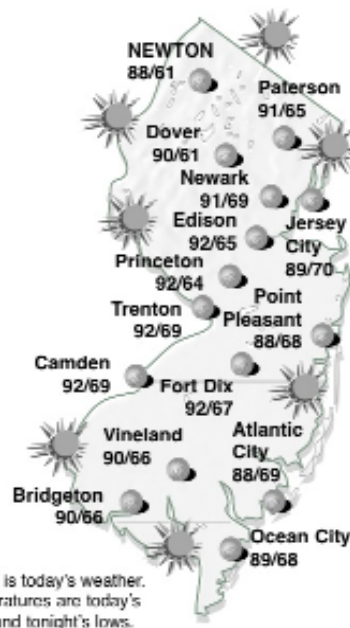 NEWTON
88/61
Paterson
91/65
Dover
90/61
Newark
91/69
Edison
92/65
Jersey
City
89/70
Princeton
92/64
Trenton
92/69
Point
Pleasant
88/68
Camden
92/69
Fort Dix
92/67
Vineland
90/66
Atlantic
City
88/69
Bridgeton
90/66
Ocean City
89/68
is today's weather.
are today's
tonight's lows.